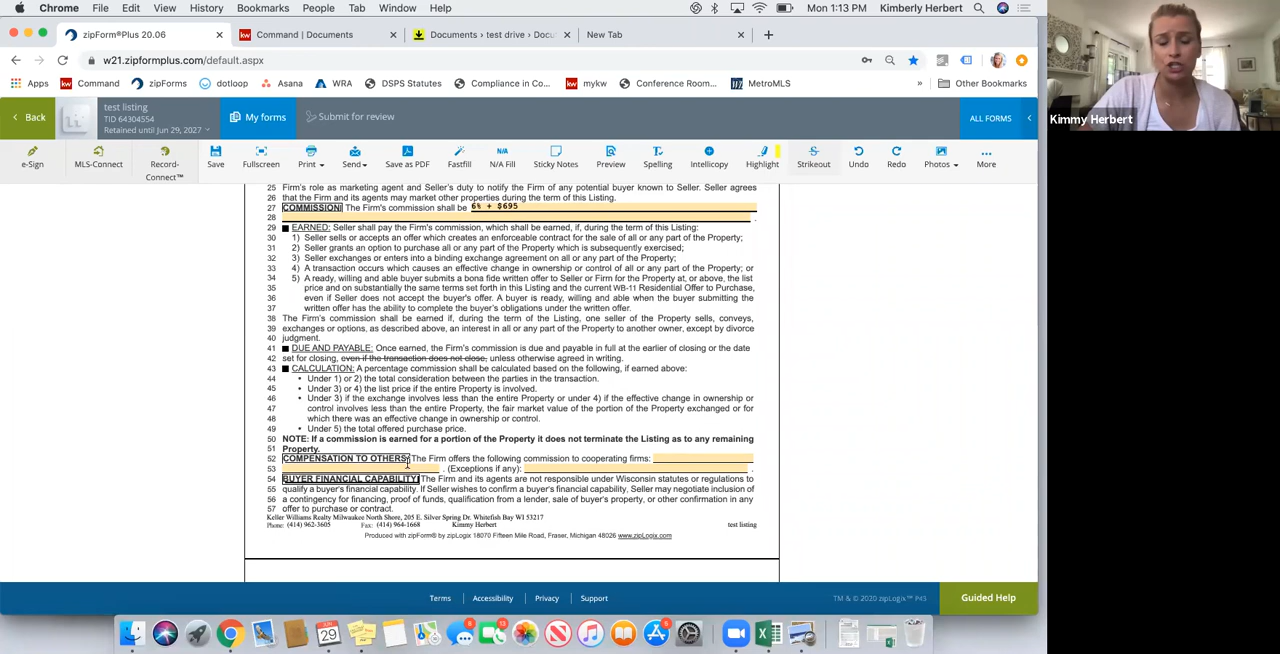 Chrome File Edit View History Bookmarks People Tab Window Help Mon 1:13 PM Kimberly Herbert
zipForm®Plus 20.06 Command | Documents Documents › test drive › Docu New Tab
w21.zipformplus.com/default.aspx
Apps Command zipForms dotloop Asana WRA DSPS Statutes Compliance in Co... mykw Conference Room... MetroMLS » Other Bookmarks
Back test listing
TID 64304554
Retained until Jun 29, 2027
My forms Submit for review ALL FORMS
e-Sign MLS-Connect Record-Connect™ Save Fullscreen Print Send Save as PDF Fastfill N/A Fill Sticky Notes Preview Spelling Intellicopy Highlight Strikeout Undo Redo Photos More
Kimmy Herbert
25 Firm's role as marketing agent and Seller's duty to notify the Firm of any potential buyer known to Seller. Seller agrees
26 that the Firm and its agents may market other properties during the term of this Listing.
27 COMMISSION: The Firm's commission shall be 6% + $695
28 .
29 ■ EARNED: Seller shall pay the Firm's commission, which shall be earned, if, during the term of this Listing:
30 1) Seller sells or accepts an offer which creates an enforceable contract for the sale of all or any part of the Property;
31 2) Seller grants an option to purchase all or any part of the Property which is subsequently exercised;
32 3) Seller exchanges or enters into a binding exchange agreement on all or any part of the Property;
33 4) A transaction occurs which causes an effective change in ownership or control of all or any part of the Property; or
34 5) A ready, willing and able buyer submits a bona fide written offer to Seller or Firm for the Property at, or above, the list
35 price and on substantially the same terms set forth in this Listing and the current WB-11 Residential Offer to Purchase,
36 even if Seller does not accept the buyer's offer. A buyer is ready, willing and able when the buyer submitting the
37 written offer has the ability to complete the buyer's obligations under the written offer.
38 The Firm's commission shall be earned if, during the term of the Listing, one seller of the Property sells, conveys,
39 exchanges or options, as described above, an interest in all or any part of the Property to another owner, except by divorce
40 judgment.
41 ■ DUE AND PAYABLE: Once earned, the Firm's commission is due and payable in full at the earlier of closing or the date
42 set for closing, even if the transaction does not close, unless otherwise agreed in writing.
43 ■ CALCULATION: A percentage commission shall be calculated based on the following, if earned above:
44 • Under 1) or 2) the total consideration between the parties in the transaction.
45 • Under 3) or 4) the list price if the entire Property is involved.
46 • Under 3) if the exchange involves less than the entire Property or under 4) if the effective change in ownership or
47 control involves less than the entire Property, the fair market value of the portion of the Property exchanged or for
48 which there was an effective change in ownership or control.
49 • Under 5) the total offered purchase price.
50 NOTE: If a commission is earned for a portion of the Property it does not terminate the Listing as to any remaining
51 Property.
52 COMPENSATION TO OTHERS: The Firm offers the following commission to cooperating firms:
53 . (Exceptions if any): .
54 BUYER FINANCIAL CAPABILITY: The Firm and its agents are not responsible under Wisconsin statutes or regulations to
55 qualify a buyer's financial capability. If Seller wishes to confirm a buyer's financial capability, Seller may negotiate inclusion of
56 a contingency for financing, proof of funds, qualification from a lender, sale of buyer's property, or other confirmation in any
57 offer to purchase or contract.
Keller Williams Realty Milwaukee North Shore, 205 E. Silver Spring Dr. Whitefish Bay WI 53217
Phone: (414) 962-3605 Fax: (414) 964-1668 Kimmy Herbert test listing
Produced with zipForm® by zipLogix 18070 Fifteen Mile Road, Fraser, Michigan 48026 www.zipLogix.com
Terms Accessibility Privacy Support TM & © 2020 zipLogix™ P45 Guided Help